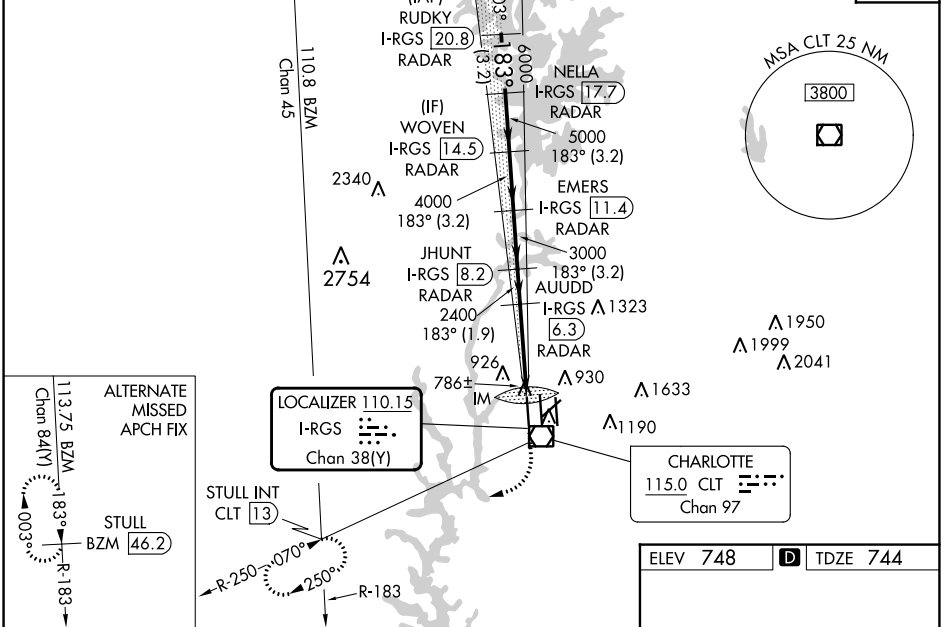 (IAF)
RUDKY
I-RGS 20.8
RADAR
003°
183°
(3.2)
6000
110.8 BZM
Chan 45
NELLA
I-RGS 17.7
RADAR
5000
183° (3.2)
(IF)
WOVEN
I-RGS 14.5
RADAR
4000
183° (3.2)
2340
2754
EMERS
I-RGS 11.4
RADAR
3000
183° (3.2)
JHUNT
I-RGS 8.2
RADAR
2400
183° (1.9)
AUUDD
I-RGS
6.3
RADAR
1323
MSA CLT 25 NM
3800
1950
1999
2041
926
930
786±
IM
1633
1190
LOCALIZER 110.15
I-RGS
Chan 38(Y)
CHARLOTTE
115.0 CLT
Chan 97
ALTERNATE
MISSED
APCH FIX
113.75 BZM
Chan 84(Y)
183°
003°
STULL
BZM 46.2
R-183
STULL INT
CLT 13
R-250
070°
250°
R-183
ELEV 748
D
TDZE 744